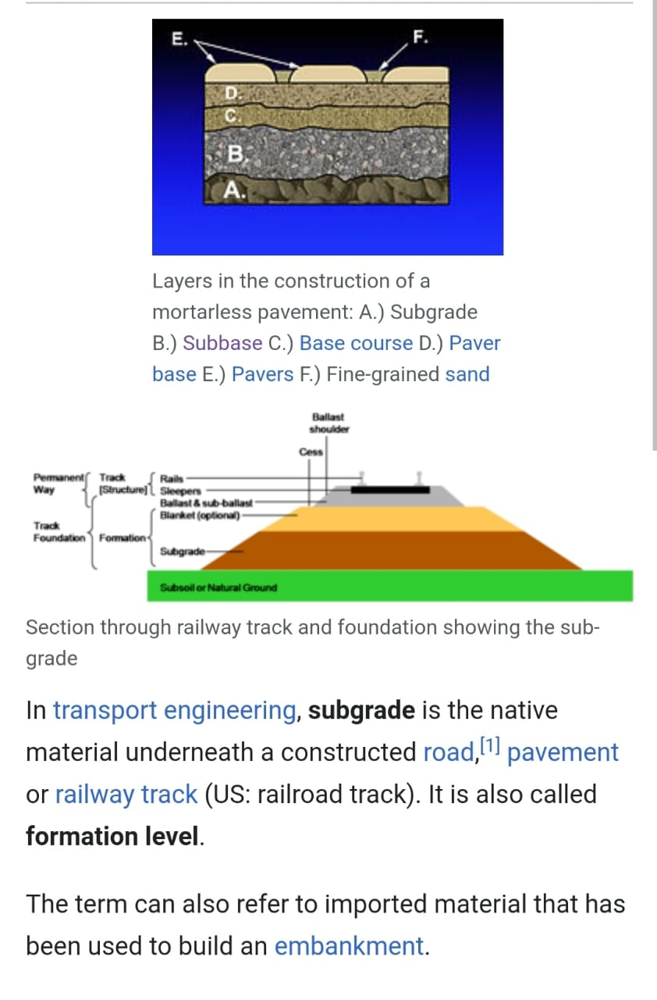 E.
F.
D.
C.
B.
A.
Layers in the construction of a
mortarless pavement: A.) Subgrade
B.) Subbase C.) Base course D.) Paver
base E.) Pavers F.) Fine-grained sand
Ballast
shoulder
Cess
Permanent
Way
Track
[Structure]
Rails
Sleepers
Ballast & sub-ballast
Blanket (optional)
Track
Foundation
Formation
Subgrade
Subsoil or Natural Ground
Section through railway track and foundation showing the sub-
grade
In transport engineering, subgrade is the native
material underneath a constructed road,[1] pavement
or railway track (US: railroad track). It is also called
formation level.
The term can also refer to imported material that has
been used to build an embankment.